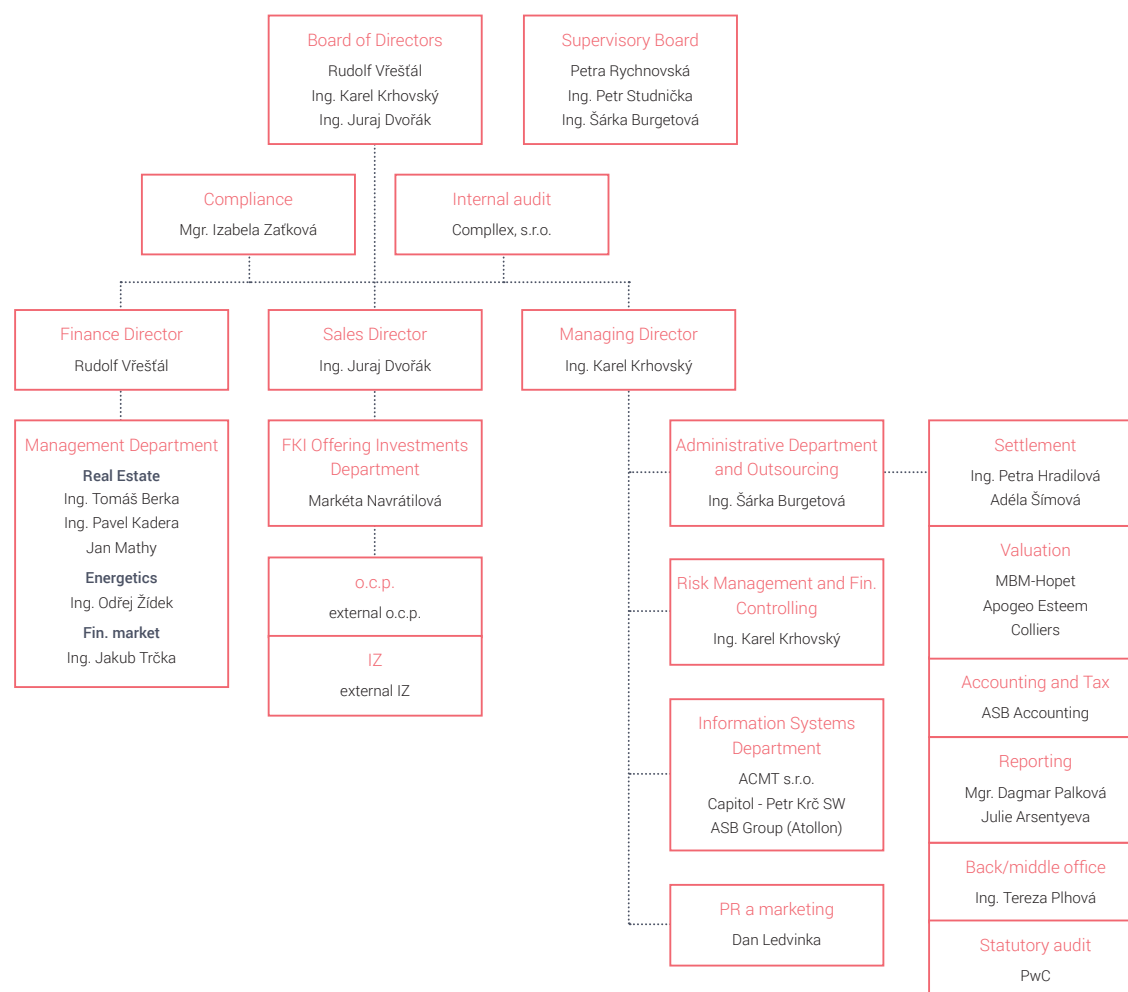 Board of Directors
Rudolf Vřešťál
Ing. Karel Krhovský
Ing. Juraj Dvořák
Supervisory Board
Petra Rychnovská
Ing. Petr Studnička
Ing. Šárka Burgetová
Compliance
Mgr. Izabela Zaťková
Internal audit
Compllex, s.r.o.
Finance Director
Rudolf Vřešťál
Sales Director
Ing. Juraj Dvořák
Managing Director
Ing. Karel Krhovský
Management Department
Real Estate
Ing. Tomáš Berka
Ing. Pavel Kadera
Jan Mathy
Energetics
Ing. Odřej Žídek
Fin. market
Ing. Jakub Trčka
FKI Offering Investments
Department
Markéta Navrátilová
o.c.p.
external o.c.p.
IZ
external IZ
Administrative Department
and Outsourcing
Ing. Šárka Burgetová
Risk Management and Fin.
Controlling
Ing. Karel Krhovský
Information Systems
Department
ACMT s.r.o.
Capitol - Petr Krč SW
ASB Group (Atollon)
PR a marketing
Dan Ledvinka
Settlement
Ing. Petra Hradilová
Adéla Šímová
Valuation
MBM-Hopet
Apogeo Esteem
Colliers
Accounting and Tax
ASB Accounting
Reporting
Mgr. Dagmar Palková
Julie Arsentyeva
Back/middle office
Ing. Tereza Plhová
Statutory audit
PwC